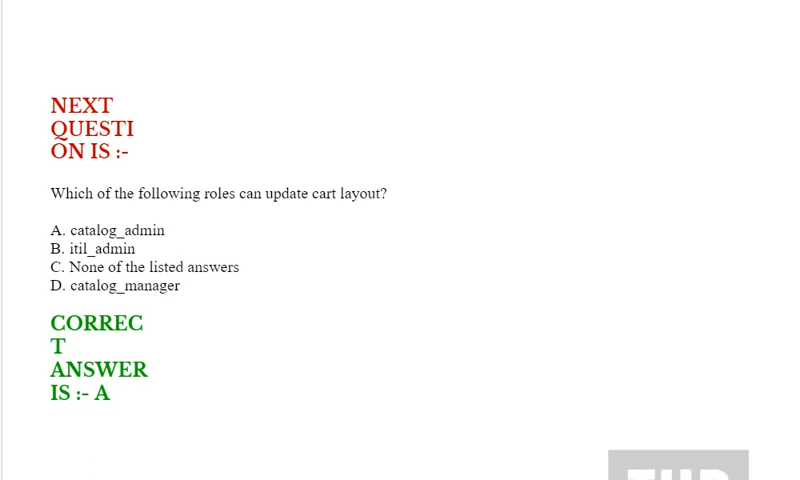 NEXT
QUESTI
ON IS :-
Which of the following roles can update cart layout?
A. catalog_admin
B. itil_admin
C. None of the listed answers
D. catalog_manager
CORREC
T
ANSWER
IS :- A